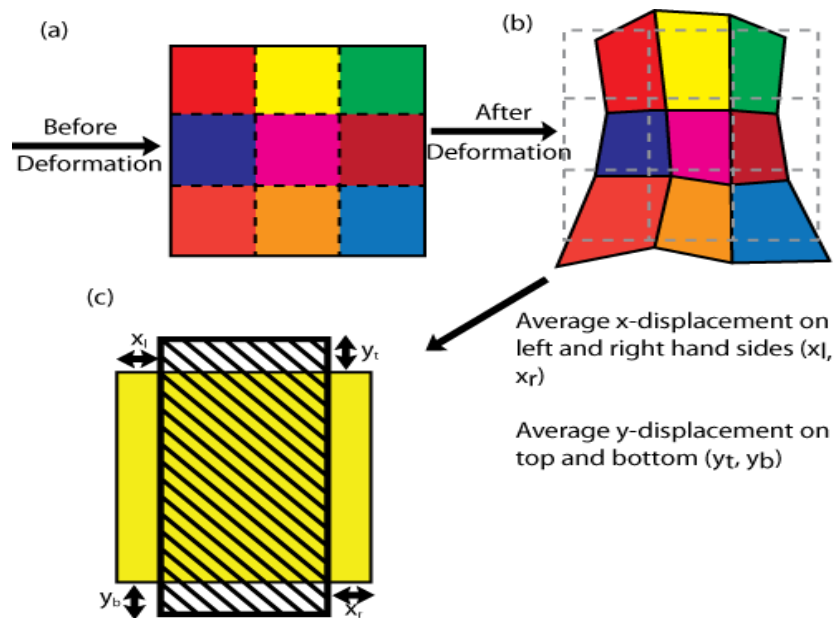 (a)
(b)
Before
Deformation
After
Deformation
(c)
xl
yt
yb
xr
Average x-displacement on
left and right hand sides (xl,
xr)
Average y-displacement on
top and bottom (yt, yb)